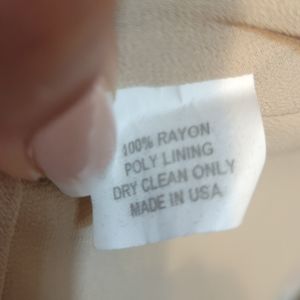 100% RAYON
POLY LINING
DRY CLEAN ONLY
MADE IN USA